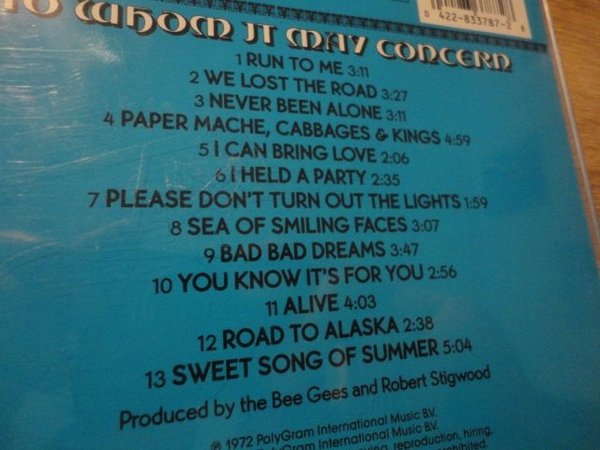 0 422-833787-2 8
TO WHOM IT MAY CONCERN
1 RUN TO ME 3:11
2 WE LOST THE ROAD 3:27
3 NEVER BEEN ALONE 3:11
4 PAPER MACHE, CABBAGES & KINGS 4:59
5 I CAN BRING LOVE 2:06
6 I HELD A PARTY 2:35
7 PLEASE DON'T TURN OUT THE LIGHTS 1:59
8 SEA OF SMILING FACES 3:07
9 BAD BAD DREAMS 3:47
10 YOU KNOW IT'S FOR YOU 2:56
11 ALIVE 4:03
12 ROAD TO ALASKA 2:38
13 SWEET SONG OF SUMMER 5:04
Produced by the Bee Gees and Robert Stigwood
℗ 1972 PolyGram International Music B.V.
PolyGram International Music B.V.
reproduction, hiring,
prohibited.